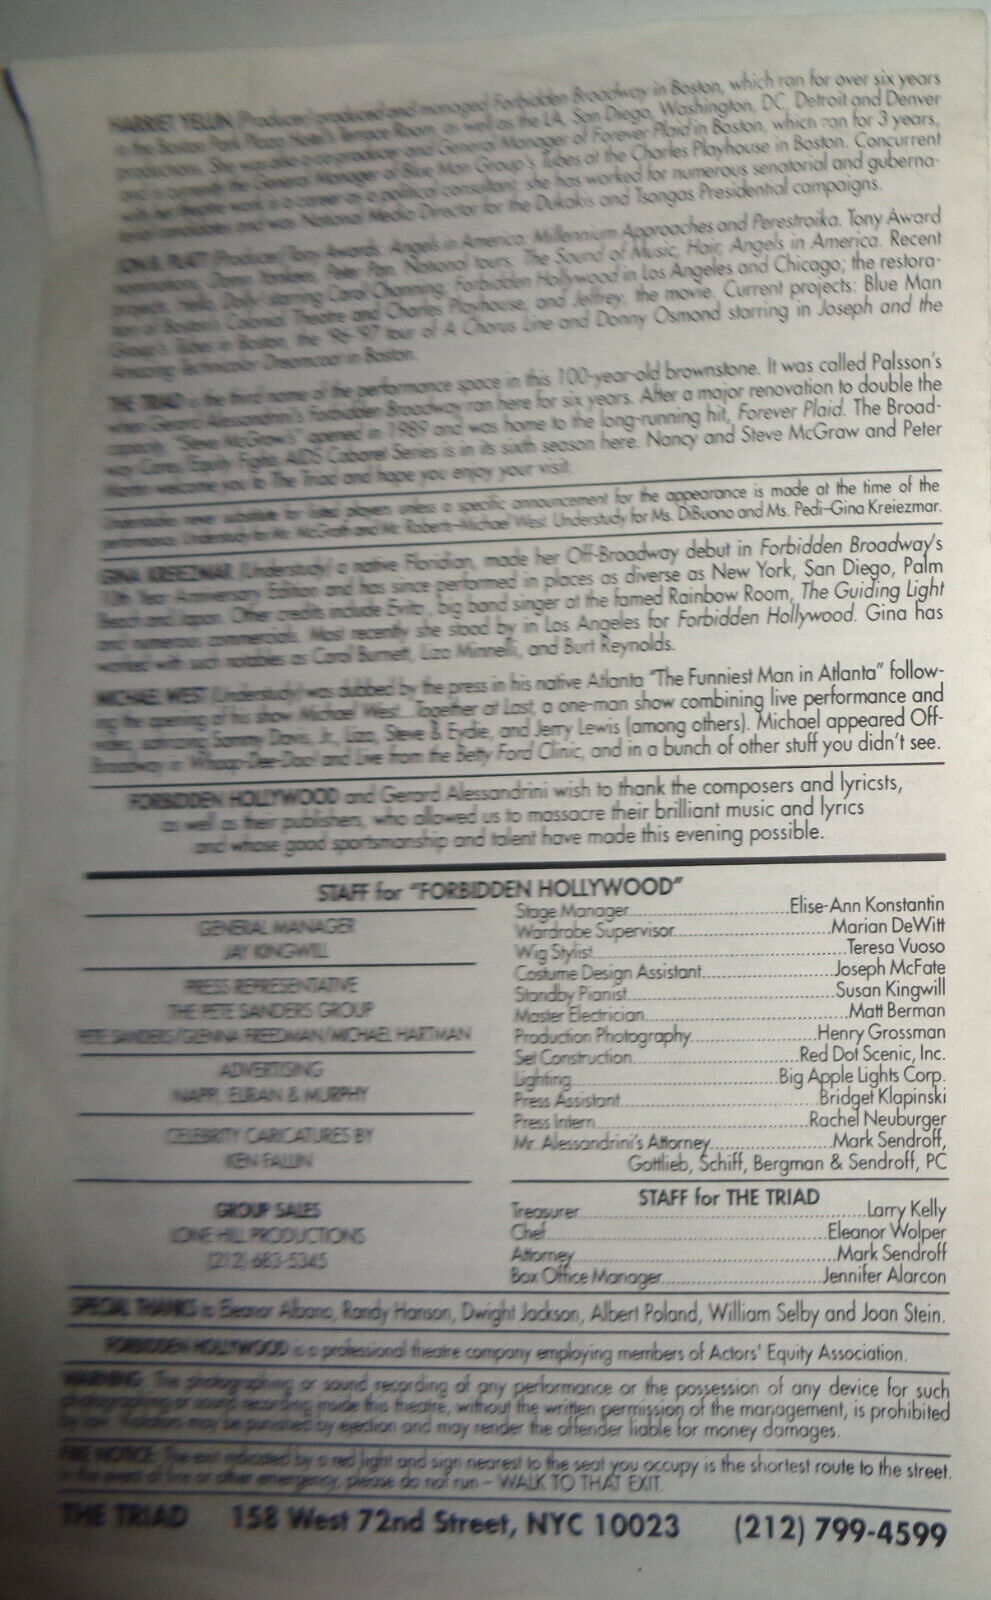 HARRIET YELLIN (Producer) produced and managed Forbidden Broadway in Boston, which ran for over six years
in the Boston Park Plaza Hotel's Terrace Room, as well as the LA, San Diego, Washington, DC, Detroit and Denver
productions. She was also a co-producer and General Manager of Forever Plaid in Boston, which ran for 3 years,
and is currently the General Manager of Blue Man Group's Tubes at the Charles Playhouse in Boston. Concurrent
with her theatre work is a career as a political consultant; she has worked for numerous senatorial and guberna-
torial candidates and was National Media Director for the Dukakis and Tsongas Presidential campaigns.
JON B. PLATT (Producer) Tony Awards: Angels in America: Millennium Approaches and Perestroika. Tony Award
nominations; Damn Yankees, Peter Pan. National tours: The Sound of Music, Hair, Angels in America. Recent
projects: Hello, Dolly! starring Carol Channing; Forbidden Hollywood in Los Angeles and Chicago; the restora-
tion of Boston's Colonial Theatre and Charles Playhouse, and Jeffrey, the movie. Current projects: Blue Man
Group's Tubes in Boston, the '96-'97 tour of A Chorus Line and Donny Osmond starring in Joseph and the
Amazing Technicolor Dreamcoat in Boston.
THE TRIAD is the third name of the performance space in this 100-year-old brownstone. It was called Palsson's
when Gerard Alessandrini's Forbidden Broadway ran here for six years. After a major renovation to double the
capacity, "Steve McGraw's" opened in 1989 and was home to the long-running hit, Forever Plaid. The Broad-
way Cares/Equity Fights AIDS Cabaret Series is in its sixth season here. Nancy and Steve McGraw and Peter
Martin welcome you to The Triad and hope you enjoy your visit.
Understudies never substitute for listed players unless a specific announcement for the appearance is made at the time of the
performance. Understudy for Mr. McGrath and Mr. Roberts–Michael West. Understudy for Ms. DiBuono and Ms. Pedi–Gina Kreiezmar.
GINA KREIEZMAR (Understudy) a native Floridian, made her Off-Broadway debut in Forbidden Broadway's
10th Year Anniversary Edition and has since performed in places as diverse as New York, San Diego, Palm
Beach and Japan. Other credits include Evita, big band singer at the famed Rainbow Room, The Guiding Light
and numerous commercials. Most recently she stood by in Los Angeles for Forbidden Hollywood. Gina has
worked with such notables as Carol Burnett, Liza Minnelli, and Burt Reynolds.
MICHAEL WEST (Understudy) was dubbed by the press in his native Atlanta "The Funniest Man in Atlanta" follow-
ing the opening of his show Michael West...Together at Last, a one-man show combining live performance and
video, satirizing Sammy Davis, Jr., Liza, Steve & Eydie, and Jerry Lewis (among others). Michael appeared Off-
Broadway in Whoop-Dee-Doo! and Live from the Betty Ford Clinic, and in a bunch of other stuff you didn't see.
FORBIDDEN HOLLYWOOD and Gerard Alessandrini wish to thank the composers and lyricsts,
as well as their publishers, who allowed us to massacre their brilliant music and lyrics
and whose good sportsmanship and talent have made this evening possible.
STAFF for "FORBIDDEN HOLLYWOOD"
GENERAL MANAGER
JAY KINGWILL
PRESS REPRESENTATIVE
THE PETE SANDERS GROUP
PETE SANDERS/GLENNA FREEDMAN/MICHAEL HARTMAN
ADVERTISING
NAPPI, ELIRAN & MURPHY
CELEBRITY CARICATURES BY
KEN FALLIN
GROUP SALES
LONE HILL PRODUCTIONS
(212) 683-5345
Stage Manager.....Elise-Ann Konstantin
Wardrobe Supervisor.....Marian DeWitt
Wig Stylist.....Teresa Vuoso
Costume Design Assistant.....Joseph McFate
Standby Pianist.....Susan Kingwill
Master Electrician.....Matt Berman
Production Photography.....Henry Grossman
Set Construction.....Red Dot Scenic, Inc.
Lighting.....Big Apple Lights Corp.
Press Assistant.....Bridget Klapinski
Press Intern.....Rachel Neuburger
Mr. Alessandrini's Attorney.....Mark Sendroff,
Gottlieb, Schiff, Bergman & Sendroff, PC
STAFF for THE TRIAD
Treasurer.....Larry Kelly
Chef.....Eleanor Wolper
Attorney.....Mark Sendroff
Box Office Manager.....Jennifer Alarcon
SPECIAL THANKS to Eleanor Albano, Randy Hanson, Dwight Jackson, Albert Poland, William Selby and Joan Stein.
FORBIDDEN HOLLYWOOD is a professional theatre company employing members of Actors' Equity Association.
WARNING: The photographing or sound recording of any performance or the possession of any device for such
photographing or sound recording inside this theatre, without the written permission of the management, is prohibited
by law. Violators may be punished by ejection and may render the offender liable for money damages.
FIRE NOTICE: The exit indicated by a red light and sign nearest to the seat you occupy is the shortest route to the street.
In the event of fire or other emergency, please do not run – WALK TO THAT EXIT.
THE TRIAD 158 West 72nd Street, NYC 10023 (212) 799-4599